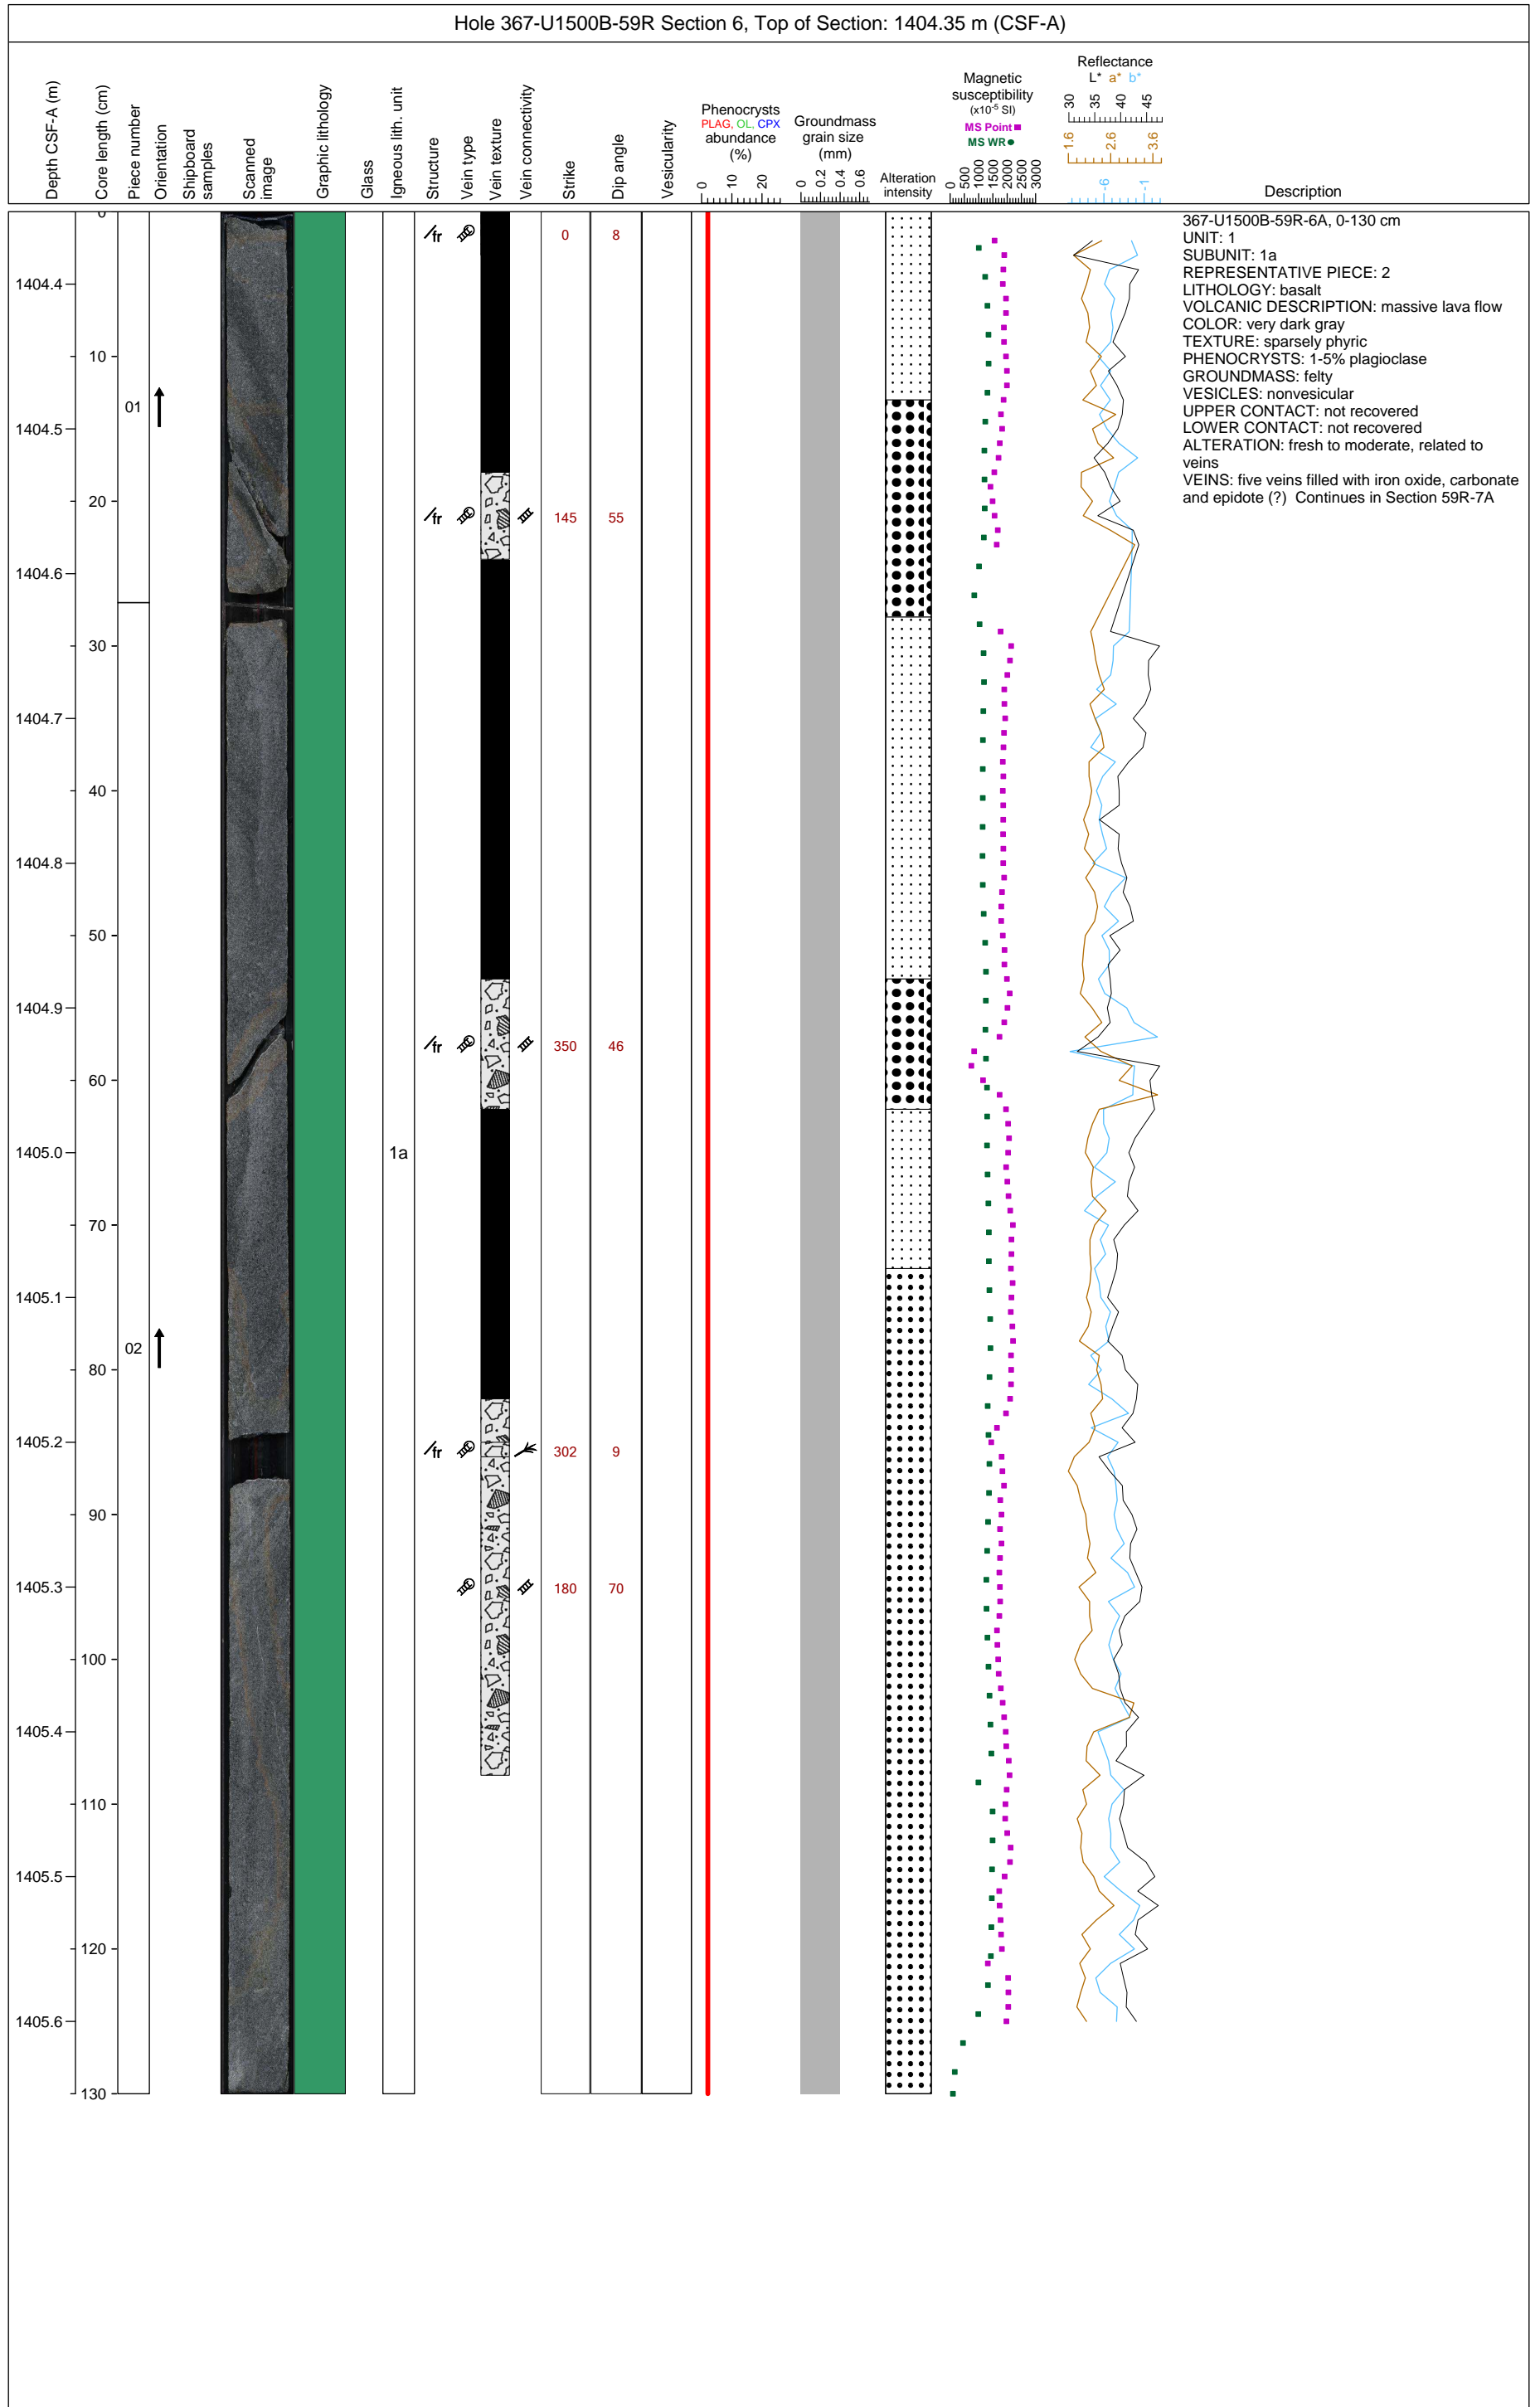 Hole 367-U1500B-59R Section 6, Top of Section: 1404.35 m (CSF-A)
Depth CSF-A (m)
Core length (cm)
Piece number
Orientation
Shipboard
samples
Scanned
image
Graphic lithology
Glass
Igneous lith. unit
Structure
Vein type
Vein texture
Vein connectivity
Strike
Dip angle
Vesicularity
Phenocrysts
PLAG, OL, CPX
abundance
(%)
0 10 20
Groundmass
grain size
(mm)
0 0.2 0.4 0.6
Alteration
intensity
Magnetic
susceptibility
(x10⁻⁵ SI)
MS Point
MS WR
0 500 1000 1500 2000 2500 3000
Reflectance
L* a* b*
30 35 40 45
1.6 2.6 3.6
-6 -1
Description
0
10
20
30
40
50
60
70
80
90
100
110
120
130
1404.4
1404.5
1404.6
1404.7
1404.8
1404.9
1405.0
1405.1
1405.2
1405.3
1405.4
1405.5
1405.6
01
02
1a
fr 0 8
fr 145 55
fr 350 46
fr 302 9
180 70
367-U1500B-59R-6A, 0-130 cm
UNIT: 1
SUBUNIT: 1a
REPRESENTATIVE PIECE: 2
LITHOLOGY: basalt
VOLCANIC DESCRIPTION: massive lava flow
COLOR: very dark gray
TEXTURE: sparsely phyric
PHENOCRYSTS: 1-5% plagioclase
GROUNDMASS: felty
VESICLES: nonvesicular
UPPER CONTACT: not recovered
LOWER CONTACT: not recovered
ALTERATION: fresh to moderate, related to
veins
VEINS: five veins filled with iron oxide, carbonate
and epidote (?) Continues in Section 59R-7A